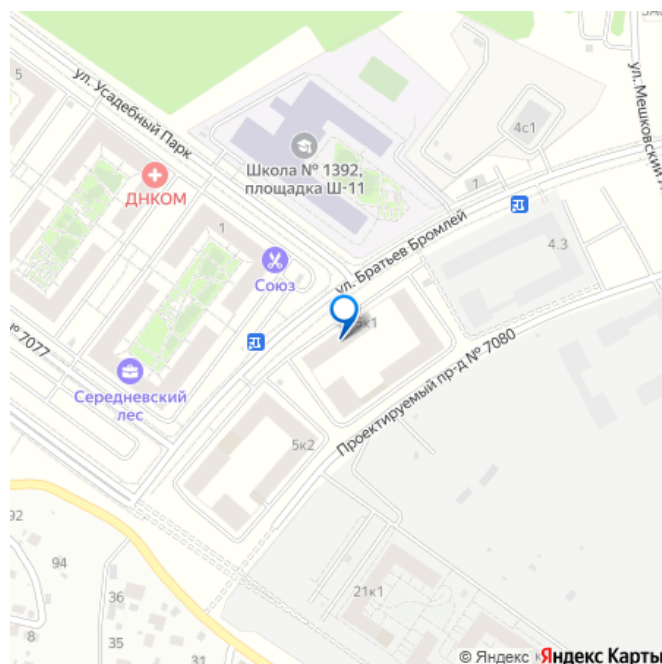 5
ул. Усадебный Парк
ул. Мешковский
4с1
Школа № 1392,
площадка Ш-11
ДНКОМ
1
1
ул. Братьев Бромлей
4.3
Союз
5к1
№ 7077
Проектируемый пр-д № 7080
Середневский
лес
5к2
92
94
36
21к1
8
35
31
© Яндекс
Яндекс Карты